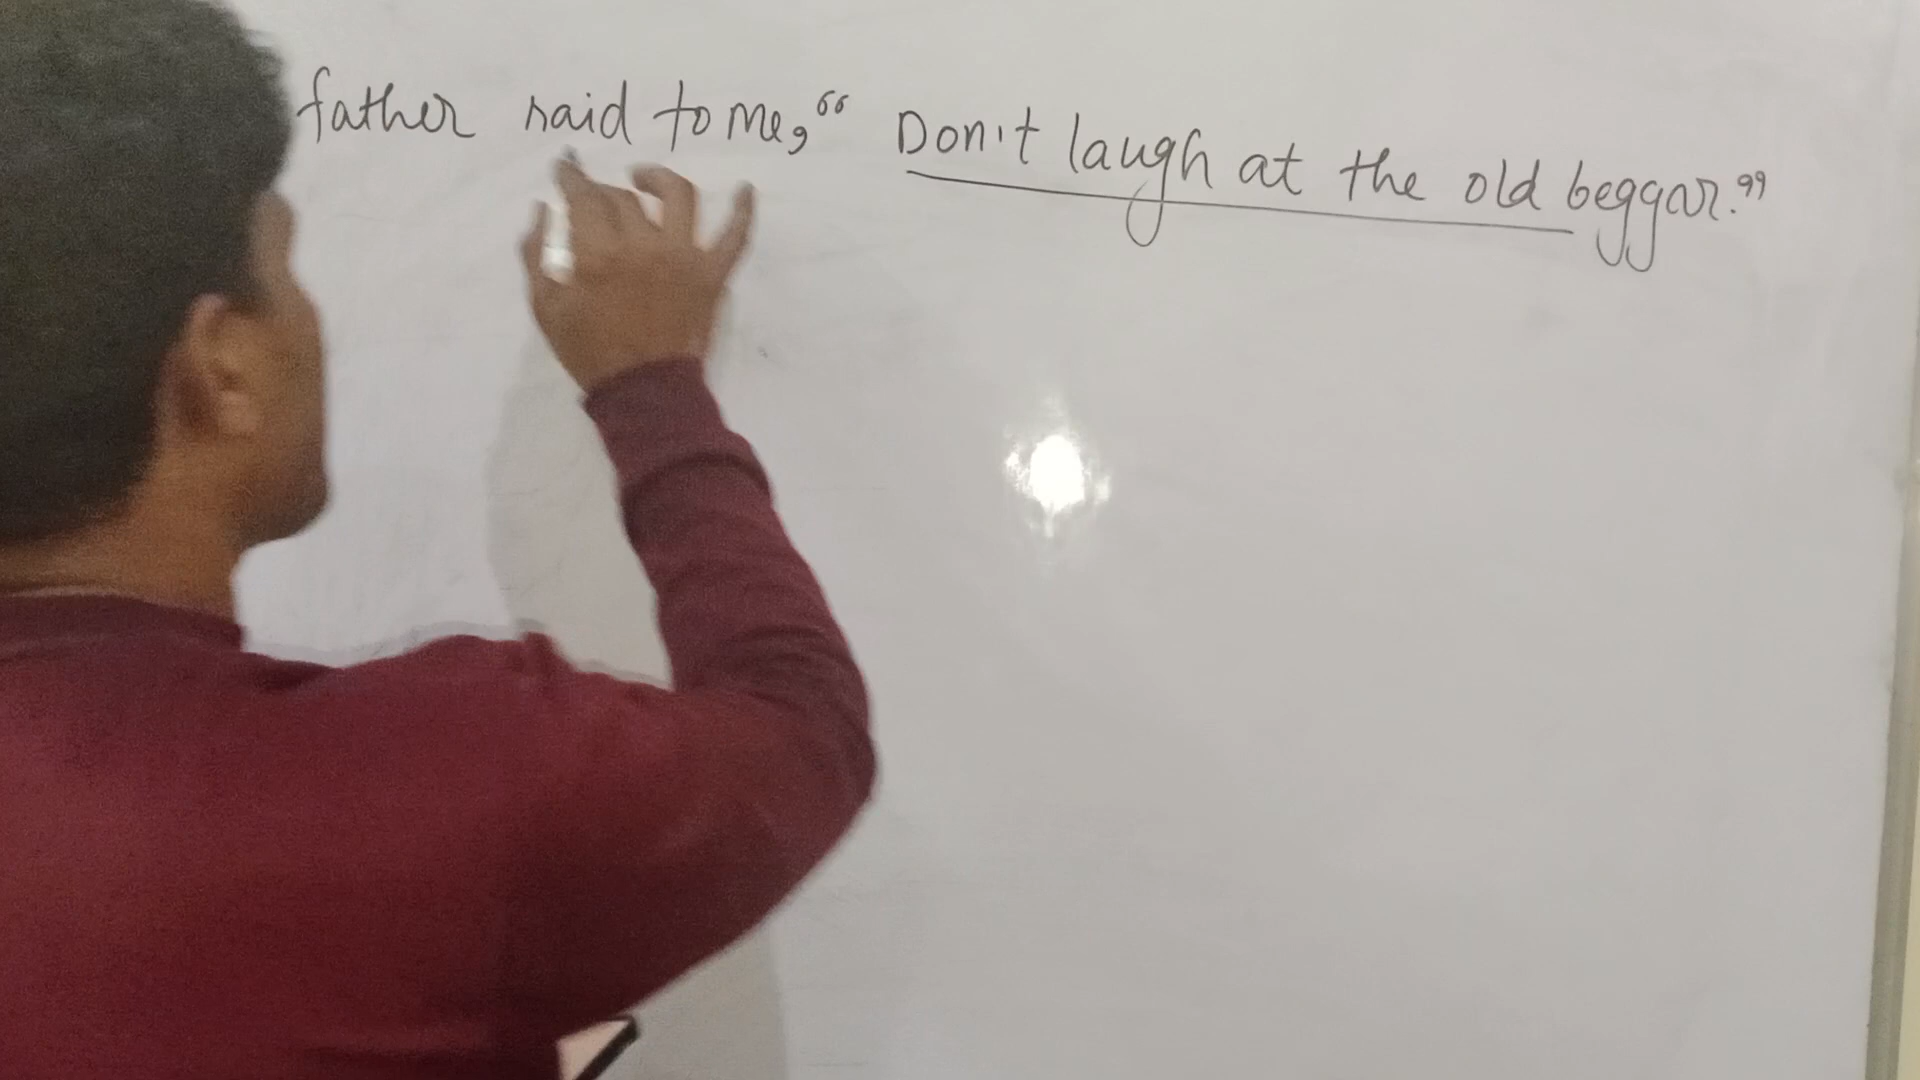 father said to me, “ Don't laugh at the old beggar.”